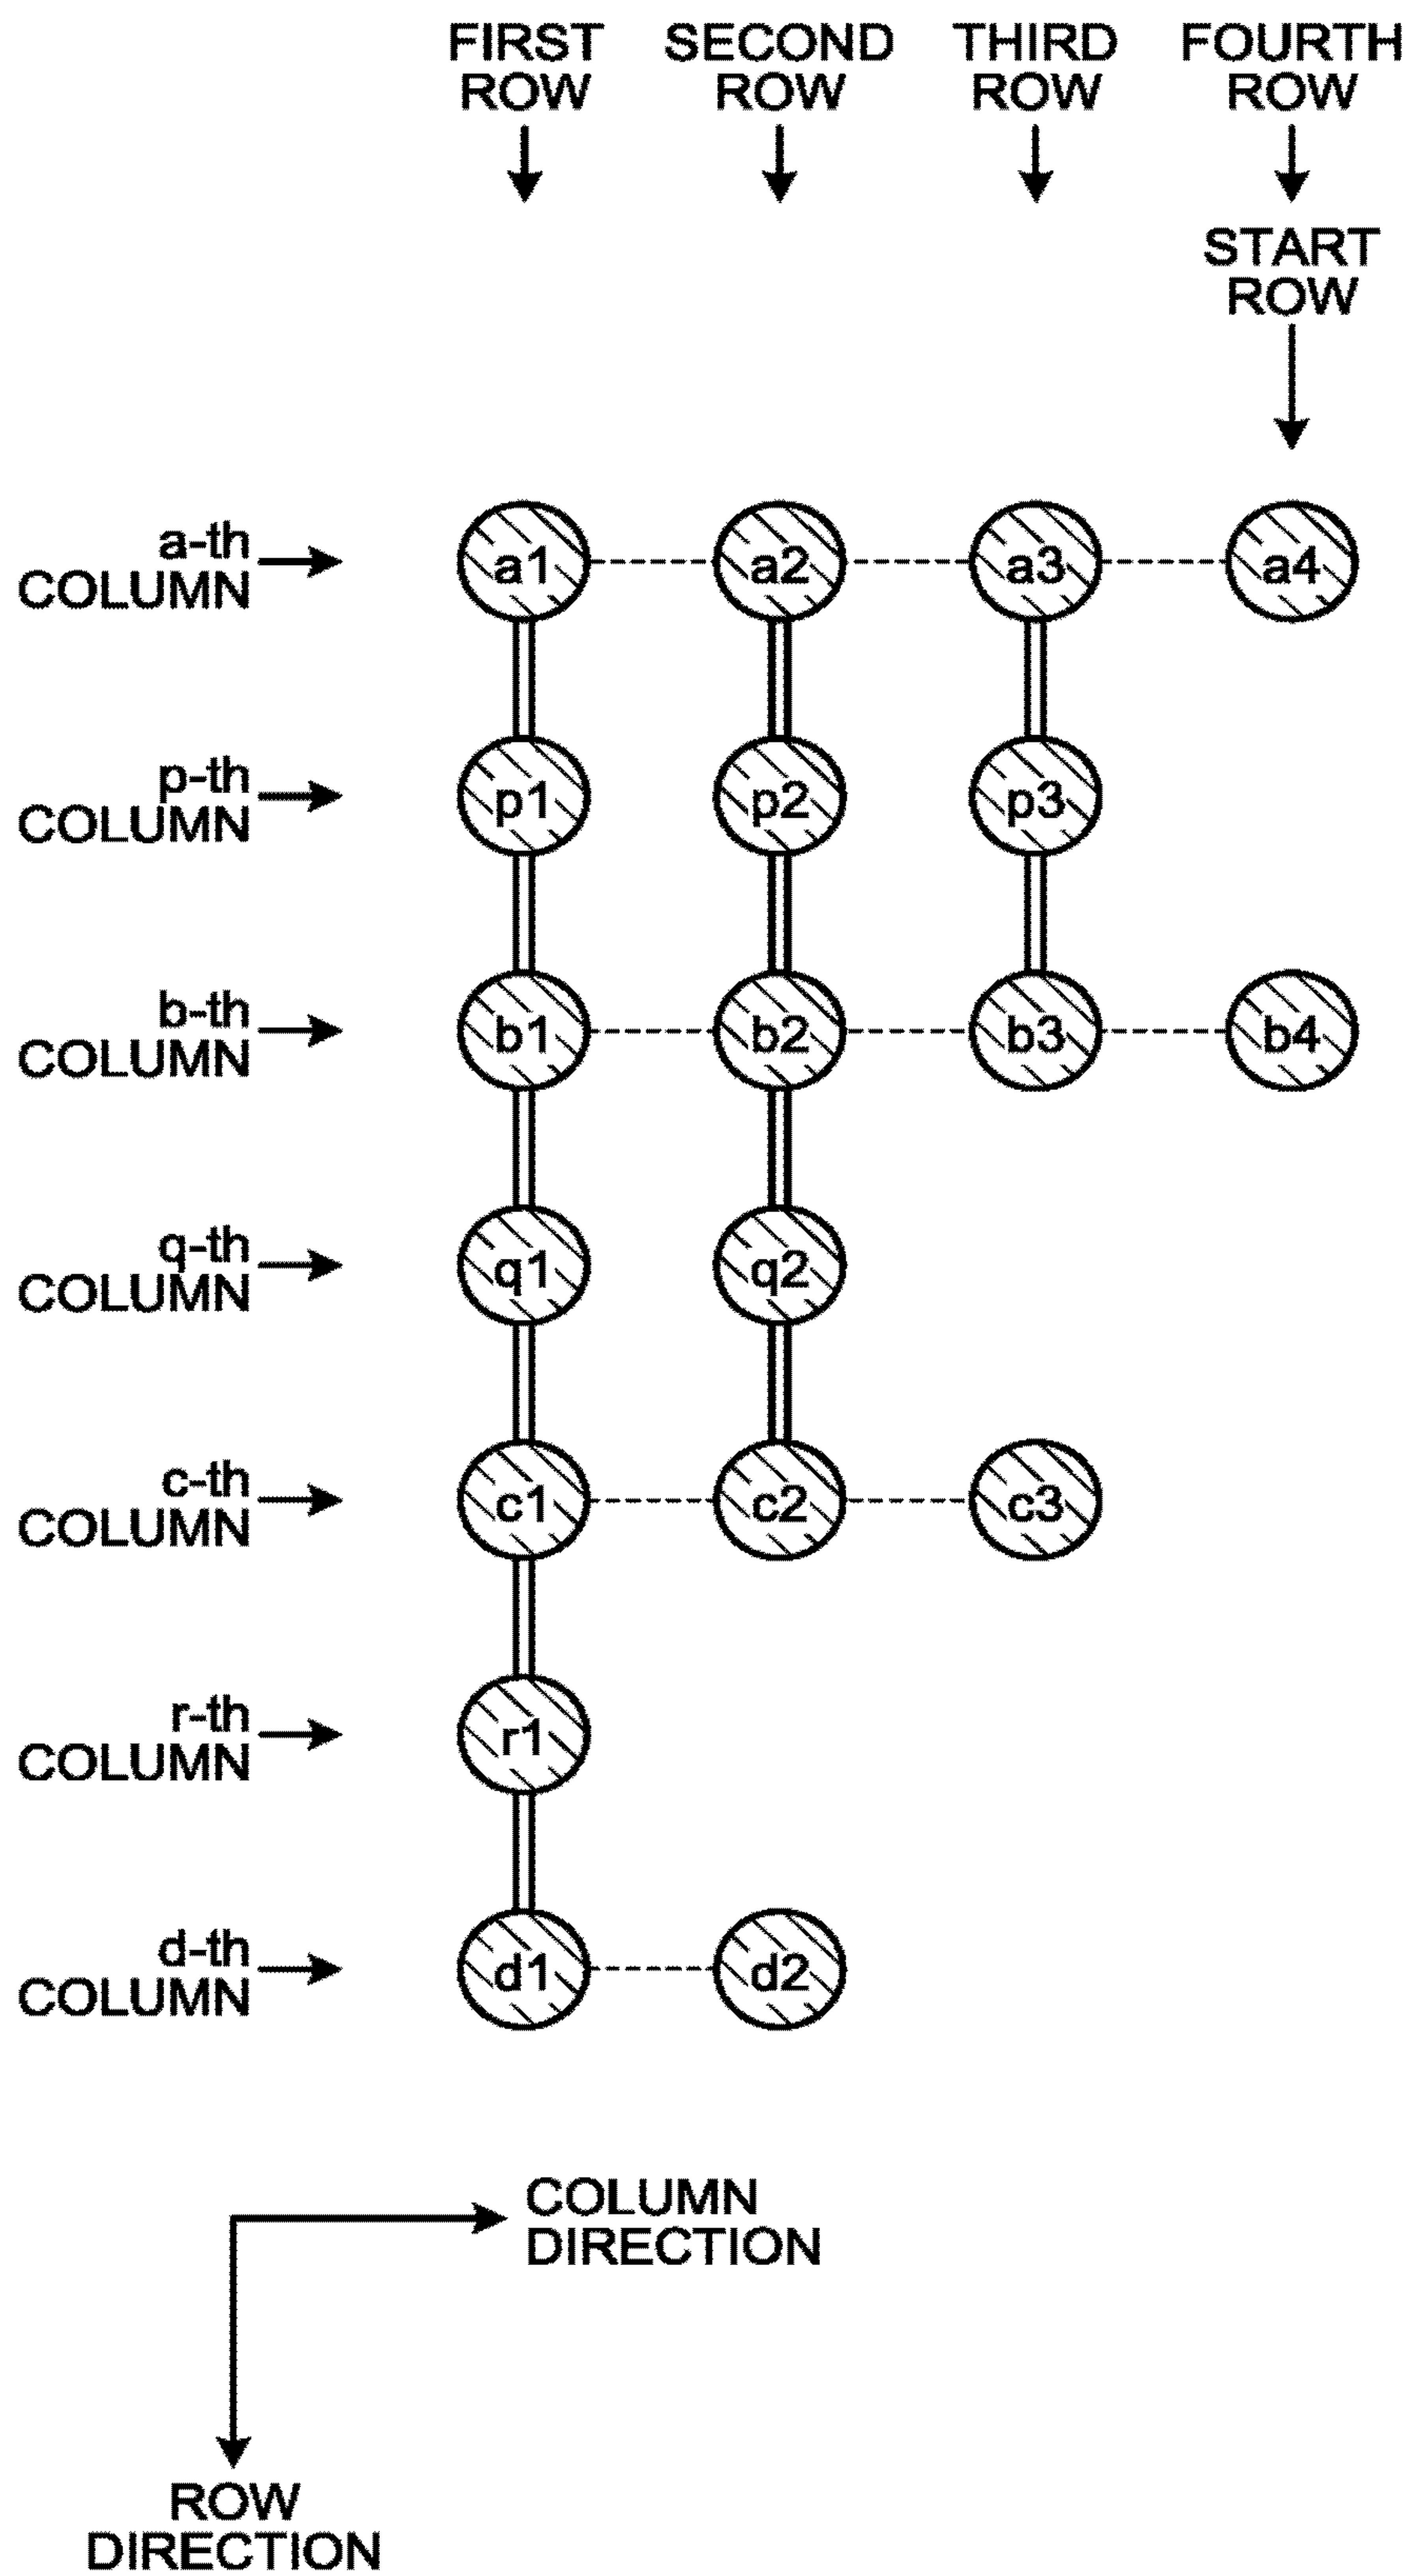 FIRST SECOND THIRD FOURTH
ROW ROW ROW ROW
START
ROW
a-th
COLUMN
a1 a2 a3 a4
p-th
COLUMN
p1 p2 p3
b-th
COLUMN
b1 b2 b3 b4
q-th
COLUMN
q1 q2
c-th
COLUMN
c1 c2 c3
r-th
COLUMN
r1
d-th
COLUMN
d1 d2
COLUMN
DIRECTION
ROW
DIRECTION